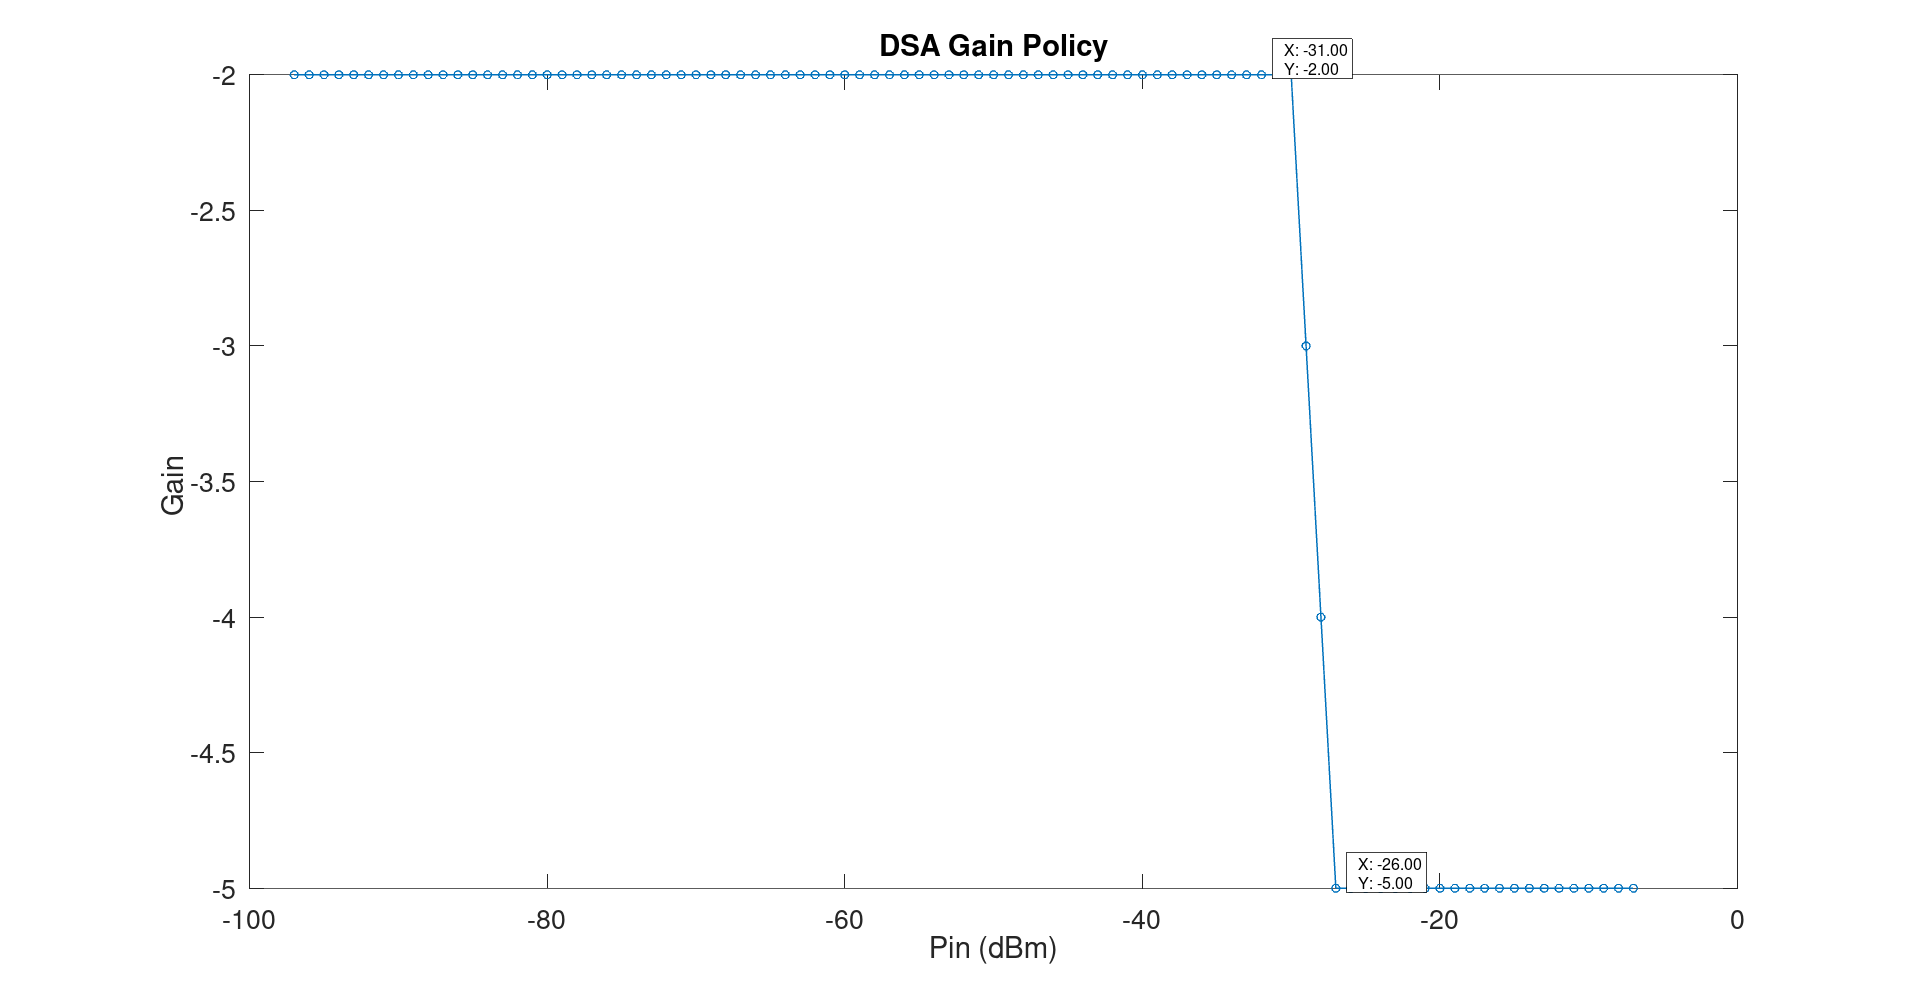 DSA Gain Policy
X: -31.00
Y: -2.00
-2
-2.5
-3
-3.5
-4
-4.5
-5
Gain
X: -26.00
Y: -5.00
-100 -80 -60 -40 -20 0
Pin (dBm)